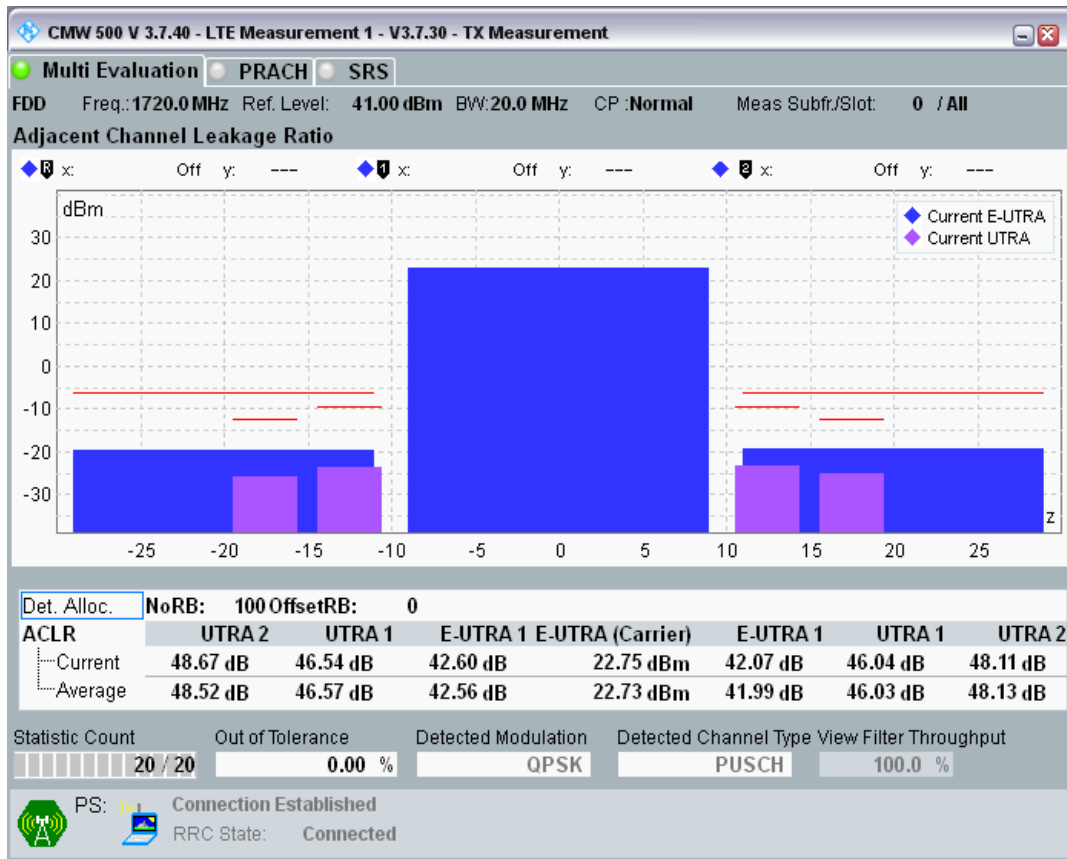 CMW 500 V 3.7.40 - LTE Measurement 1 - V3.7.30 - TX Measurement
Multi Evaluation PRACH SRS
FDD Freq.: 1720.0 MHz Ref. Level: 41.00 dBm BW: 20.0 MHz CP :Normal Meas Subfr./Slot: 0 / All
Adjacent Channel Leakage Ratio
R x: Off y: --- 1 x: Off y: --- 2 x: Off y: ---
dBm
Current E-UTRA
Current UTRA
30
20
10
0
-10
-20
-30
z
-25 -20 -15 -10 -5 0 5 10 15 20 25
Det. Alloc. NoRB: 100 OffsetRB: 0
ACLR UTRA 2 UTRA 1 E-UTRA 1 E-UTRA (Carrier) E-UTRA 1 UTRA 1 UTRA 2
Current 48.67 dB 46.54 dB 42.60 dB 22.75 dBm 42.07 dB 46.04 dB 48.11 dB
Average 48.52 dB 46.57 dB 42.56 dB 22.73 dBm 41.99 dB 46.03 dB 48.13 dB
Statistic Count Out of Tolerance Detected Modulation Detected Channel Type View Filter Throughput
20 / 20 0.00 % QPSK PUSCH 100.0 %
PS: Connection Established
RRC State: Connected